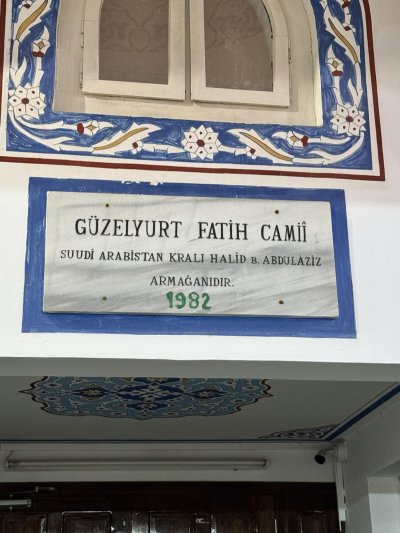 GÜZELYURT FATİH CAMİÎ
SUUDİ ARABİSTAN KRALI HALİD B. ABDULAZİZ
ARMAĞANIDIR.
1982